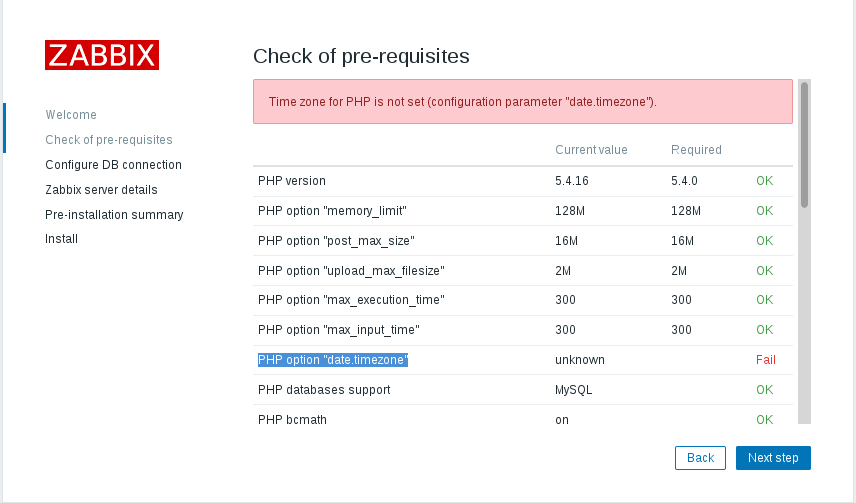 ZABBIX
Welcome
Check of pre-requisites
Configure DB connection
Zabbix server details
Pre-installation summary
Install
Check of pre-requisites
Time zone for PHP is not set (configuration parameter "date.timezone").
Current value Required
PHP version 5.4.16 5.4.0 OK
PHP option "memory_limit" 128M 128M OK
PHP option "post_max_size" 16M 16M OK
PHP option "upload_max_filesize" 2M 2M OK
PHP option "max_execution_time" 300 300 OK
PHP option "max_input_time" 300 300 OK
PHP option "date.timezone" unknown Fail
PHP databases support MySQL OK
PHP bcmath on OK
Back Next step